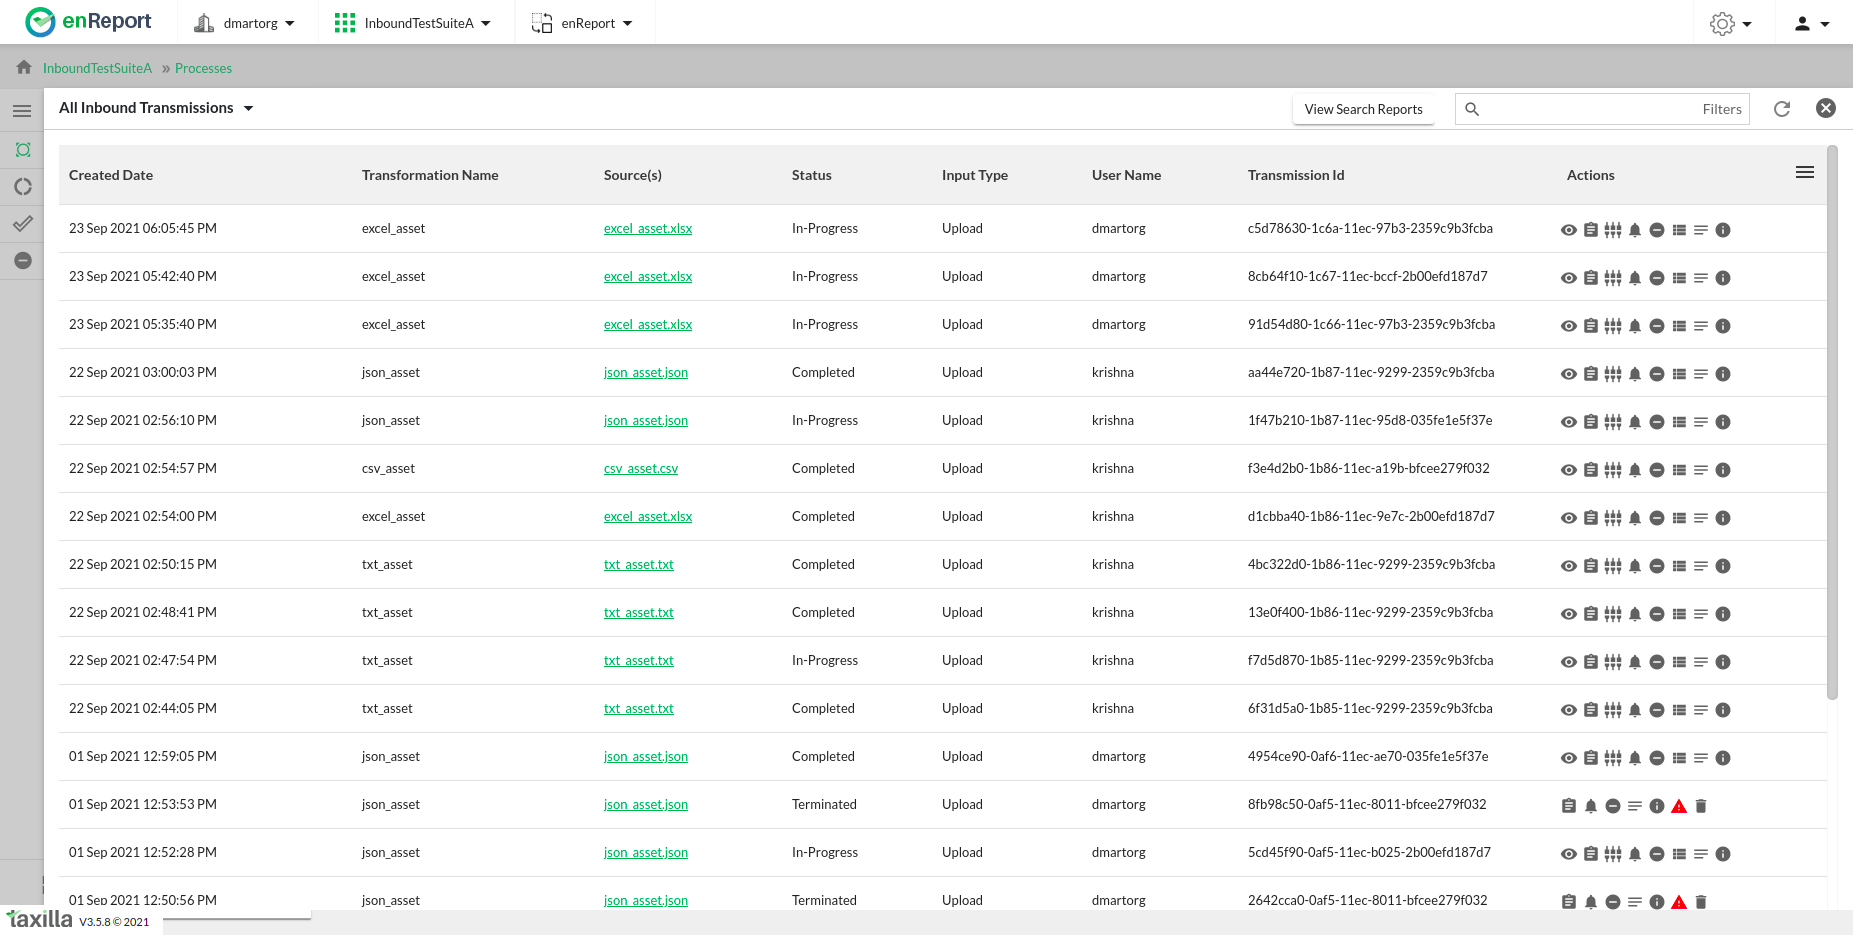 enReport dmartorg InboundTestSuiteA enReport
InboundTestSuiteA » Processes
All Inbound Transmissions View Search Reports Filters
Created Date Transformation Name Source(s) Status Input Type User Name Transmission Id Actions
23 Sep 2021 06:05:45 PM excel_asset excel_asset.xlsx In-Progress Upload dmartorg c5d78630-1c6a-11ec-97b3-2359c9b3fcba
23 Sep 2021 05:42:40 PM excel_asset excel_asset.xlsx In-Progress Upload dmartorg 8cb64f10-1c67-11ec-bccf-2b00efd187d7
23 Sep 2021 05:35:40 PM excel_asset excel_asset.xlsx In-Progress Upload dmartorg 91d54d80-1c66-11ec-97b3-2359c9b3fcba
22 Sep 2021 03:00:03 PM json_asset json_asset.json Completed Upload krishna aa44e720-1b87-11ec-9299-2359c9b3fcba
22 Sep 2021 02:56:10 PM json_asset json_asset.json In-Progress Upload krishna 1f47b210-1b87-11ec-95d8-035fe1e5f37e
22 Sep 2021 02:54:57 PM csv_asset csv_asset.csv Completed Upload krishna f3e4d2b0-1b86-11ec-a19b-bfcee279f032
22 Sep 2021 02:54:00 PM excel_asset excel_asset.xlsx Completed Upload krishna d1cbba40-1b86-11ec-9e7c-2b00efd187d7
22 Sep 2021 02:50:15 PM txt_asset txt_asset.txt Completed Upload krishna 4bc322d0-1b86-11ec-9299-2359c9b3fcba
22 Sep 2021 02:48:41 PM txt_asset txt_asset.txt Completed Upload krishna 13e0f400-1b86-11ec-9299-2359c9b3fcba
22 Sep 2021 02:47:54 PM txt_asset txt_asset.txt In-Progress Upload krishna f7d5d870-1b85-11ec-9299-2359c9b3fcba
22 Sep 2021 02:44:05 PM txt_asset txt_asset.txt Completed Upload krishna 6f31d5a0-1b85-11ec-9299-2359c9b3fcba
01 Sep 2021 12:59:05 PM json_asset json_asset.json Completed Upload dmartorg 4954ce90-0af6-11ec-ae70-035fe1e5f37e
01 Sep 2021 12:53:53 PM json_asset json_asset.json Terminated Upload dmartorg 8fb98c50-0af5-11ec-8011-bfcee279f032
01 Sep 2021 12:52:28 PM json_asset json_asset.json In-Progress Upload dmartorg 5cd45f90-0af5-11ec-b025-2b00efd187d7
01 Sep 2021 12:50:56 PM json_asset json_asset.json Terminated Upload dmartorg 2642cca0-0af5-11ec-8011-bfcee279f032
taxilla V3.5.8 © 2021